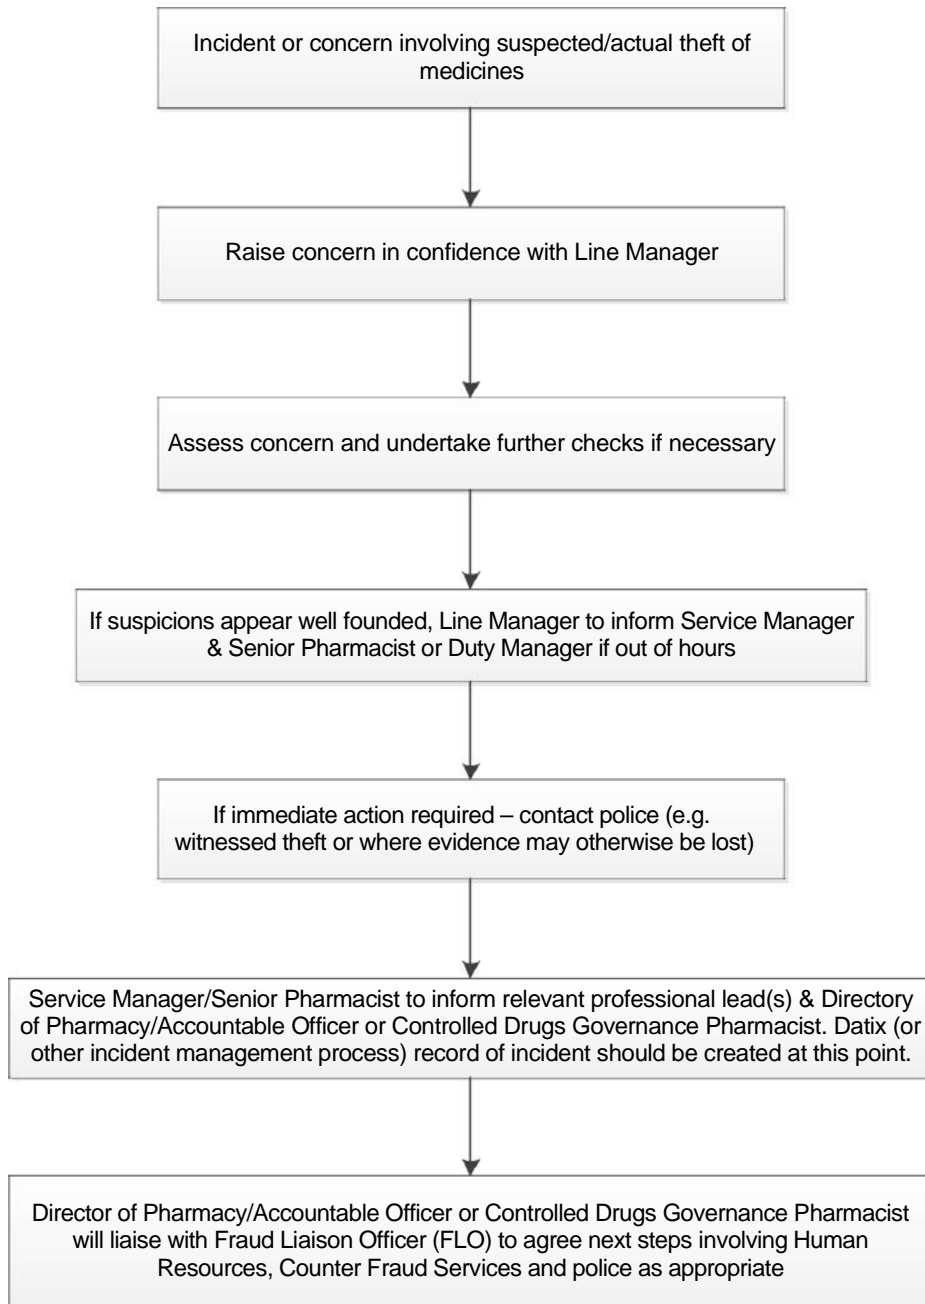 Incident or concern involving suspected/actual theft of
medicines
Raise concern in confidence with Line Manager
Assess concern and undertake further checks if necessary
If suspicions appear well founded, Line Manager to inform Service Manager
& Senior Pharmacist or Duty Manager if out of hours
If immediate action required – contact police (e.g.
witnessed theft or where evidence may otherwise be lost)
Service Manager/Senior Pharmacist to inform relevant professional lead(s) & Directory
of Pharmacy/Accountable Officer or Controlled Drugs Governance Pharmacist. Datix (or
other incident management process) record of incident should be created at this point.
Director of Pharmacy/Accountable Officer or Controlled Drugs Governance Pharmacist
will liaise with Fraud Liaison Officer (FLO) to agree next steps involving Human
Resources, Counter Fraud Services and police as appropriate